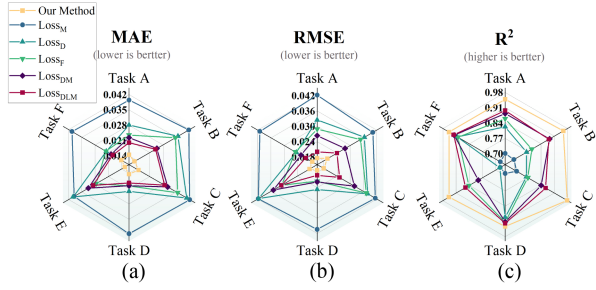 Our Method
Loss_M
Loss_D
Loss_F
Loss_DM
Loss_DLM
MAE
(lower is bertter)
Task A
Task B
Task C
Task D
Task E
Task F
0.042
0.035
0.028
0.021
0.014
(a)
RMSE
(lower is bertter)
Task A
Task B
Task C
Task D
Task E
Task F
0.042
0.036
0.030
0.024
0.018
(b)
R²
(higher is bertter)
Task A
Task B
Task C
Task D
Task E
Task F
0.98
0.91
0.84
0.77
0.70
(c)